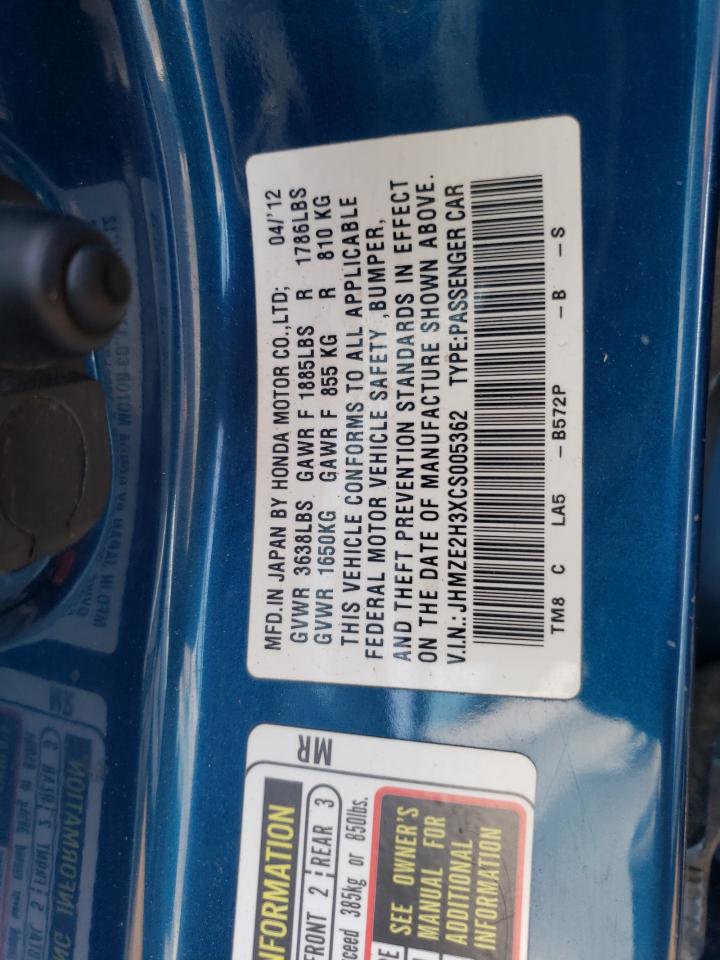 MFD.IN JAPAN BY HONDA MOTOR CO.,LTD; 04/'12
GVWR 3638LBS GAWR F 1885LBS R 1786LBS
GVWR 1650KG GAWR F 855 KG R 810 KG
THIS VEHICLE CONFORMS TO ALL APPLICABLE
FEDERAL MOTOR VEHICLE SAFETY ,BUMPER,
AND THEFT PREVENTION STANDARDS IN EFFECT
ON THE DATE OF MANUFACTURE SHOWN ABOVE.
V.I.N.:JHMZE2H3XCS005362 TYPE:PASSENGER CAR
TM8 C LA5 -B572P -B -S
MR
NFORMATION
FRONT 2 REAR 3
xceed 385kg or 850lbs.
SEE OWNER'S
MANUAL FOR
ADDITIONAL
INFORMATION